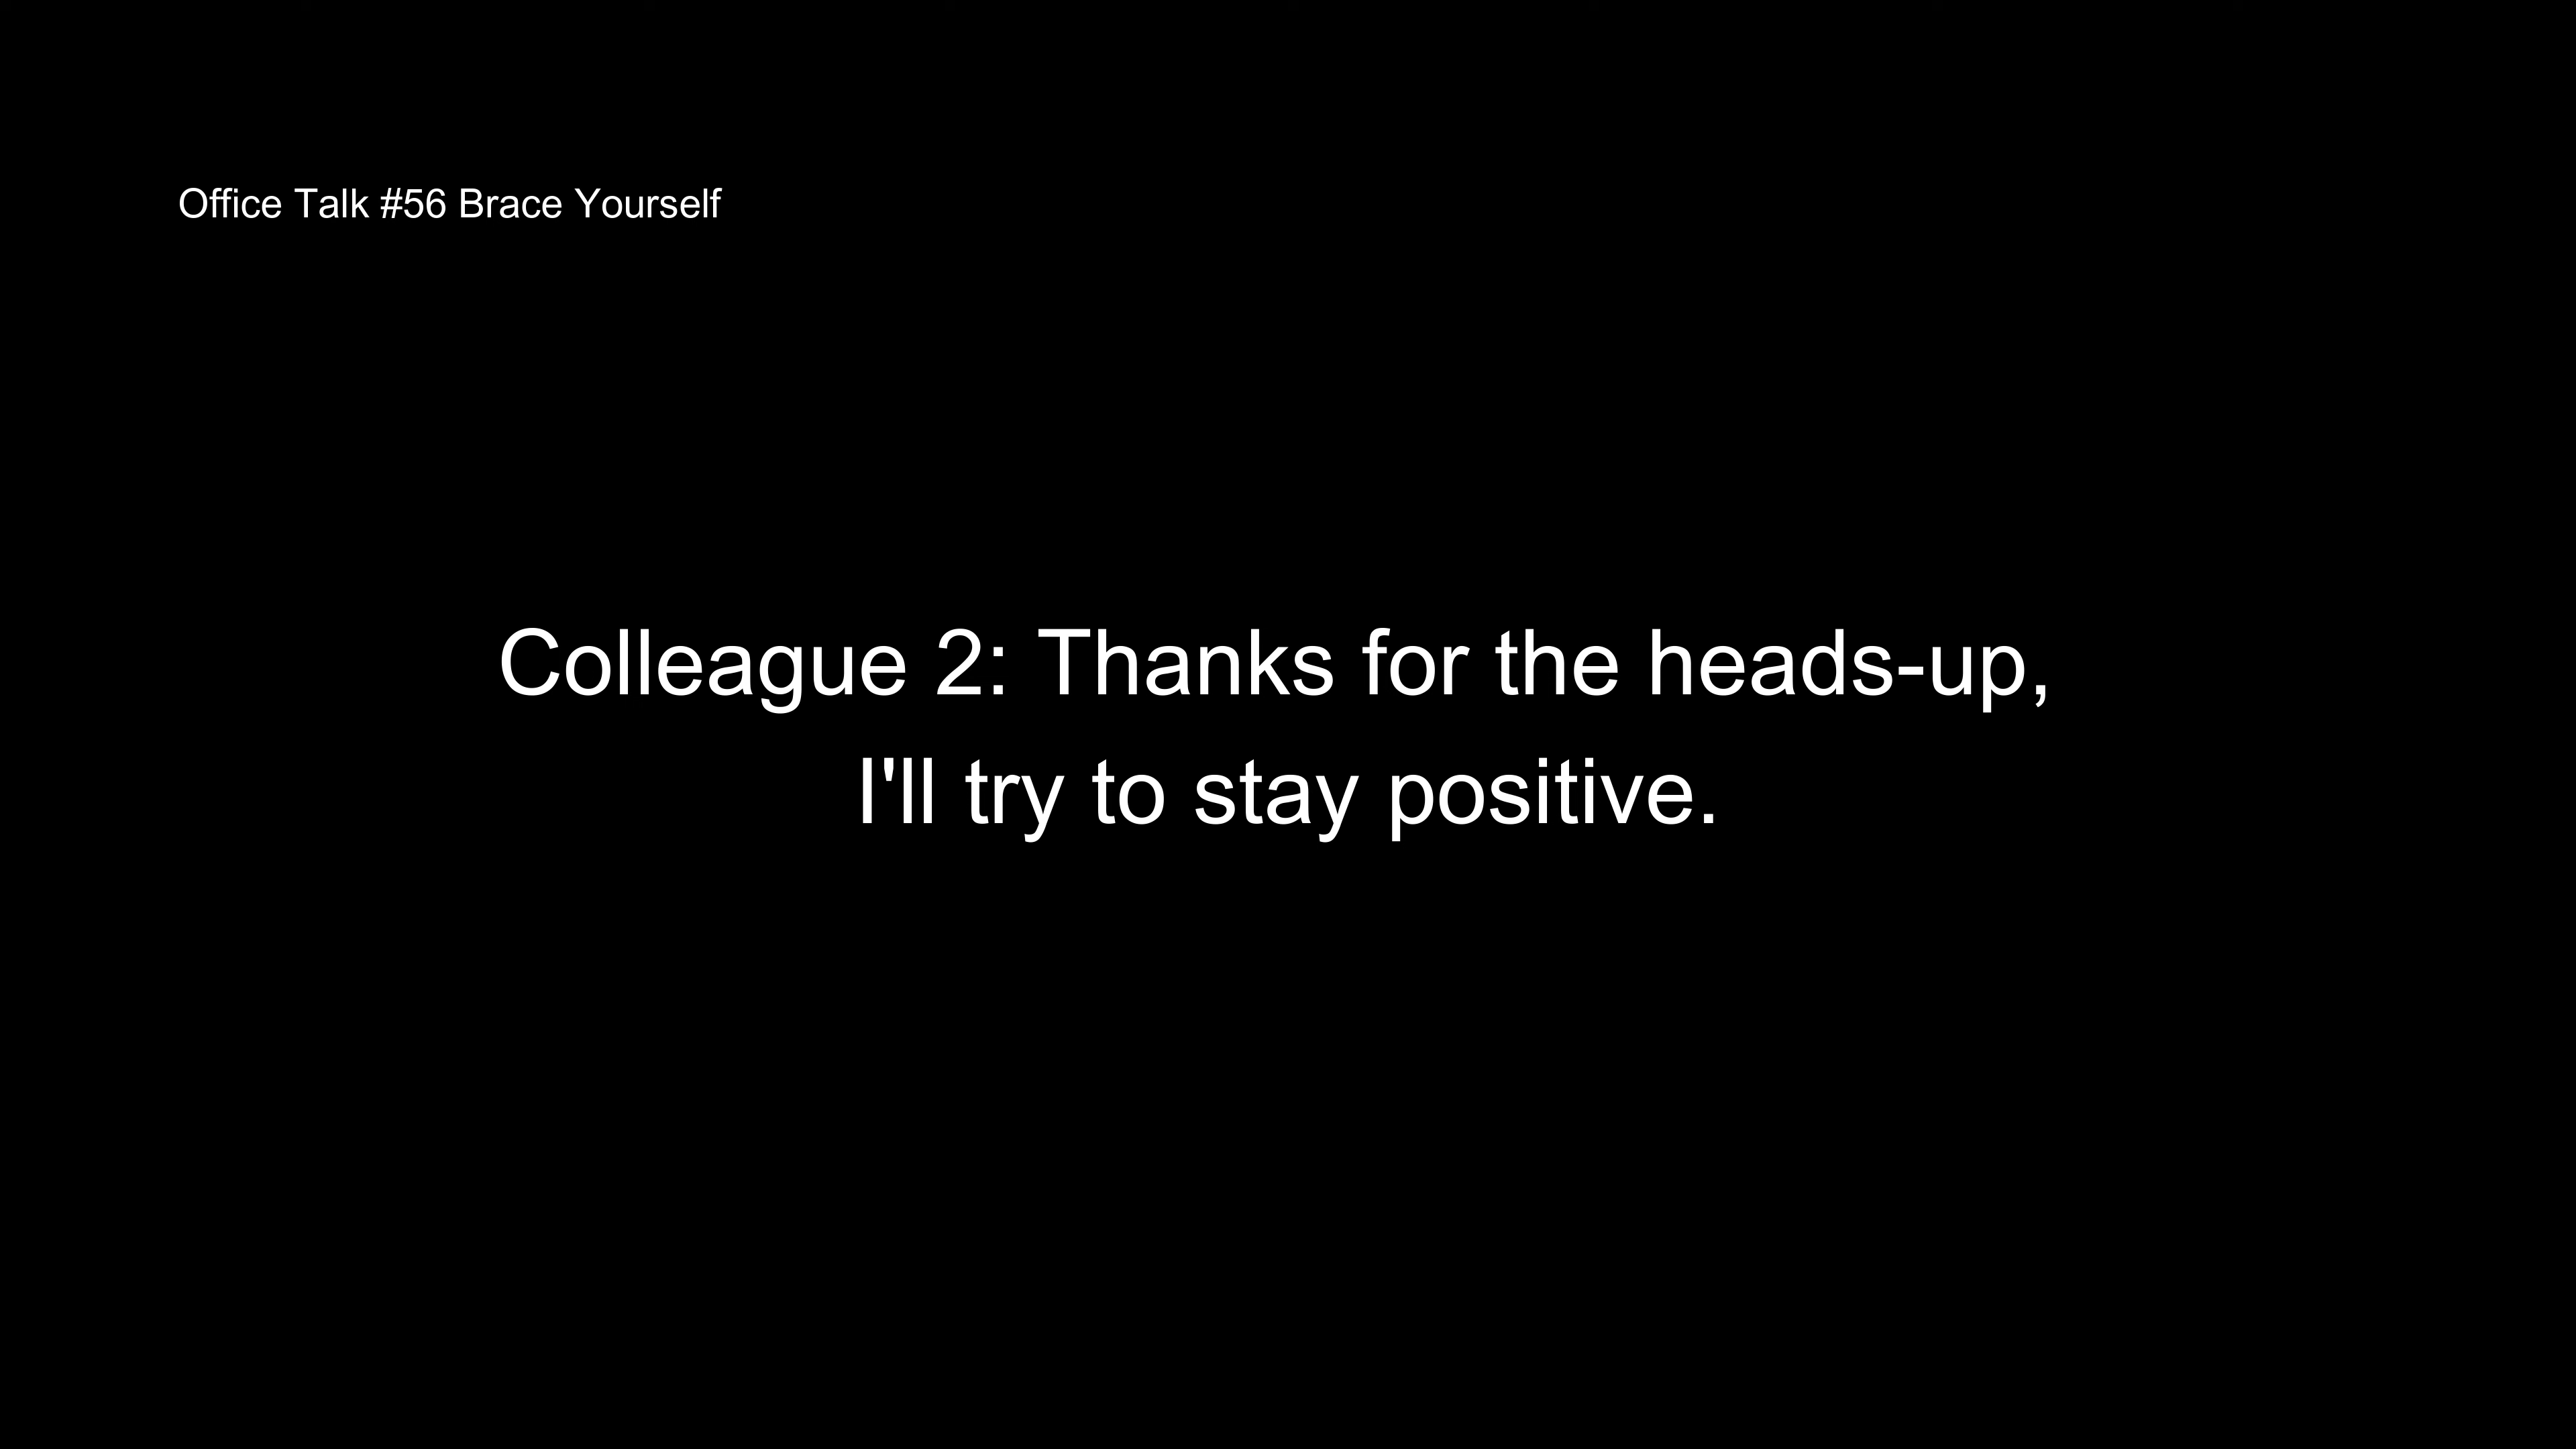 Office Talk #56 Brace Yourself
Colleague 2: Thanks for the heads-up,
I'll try to stay positive.